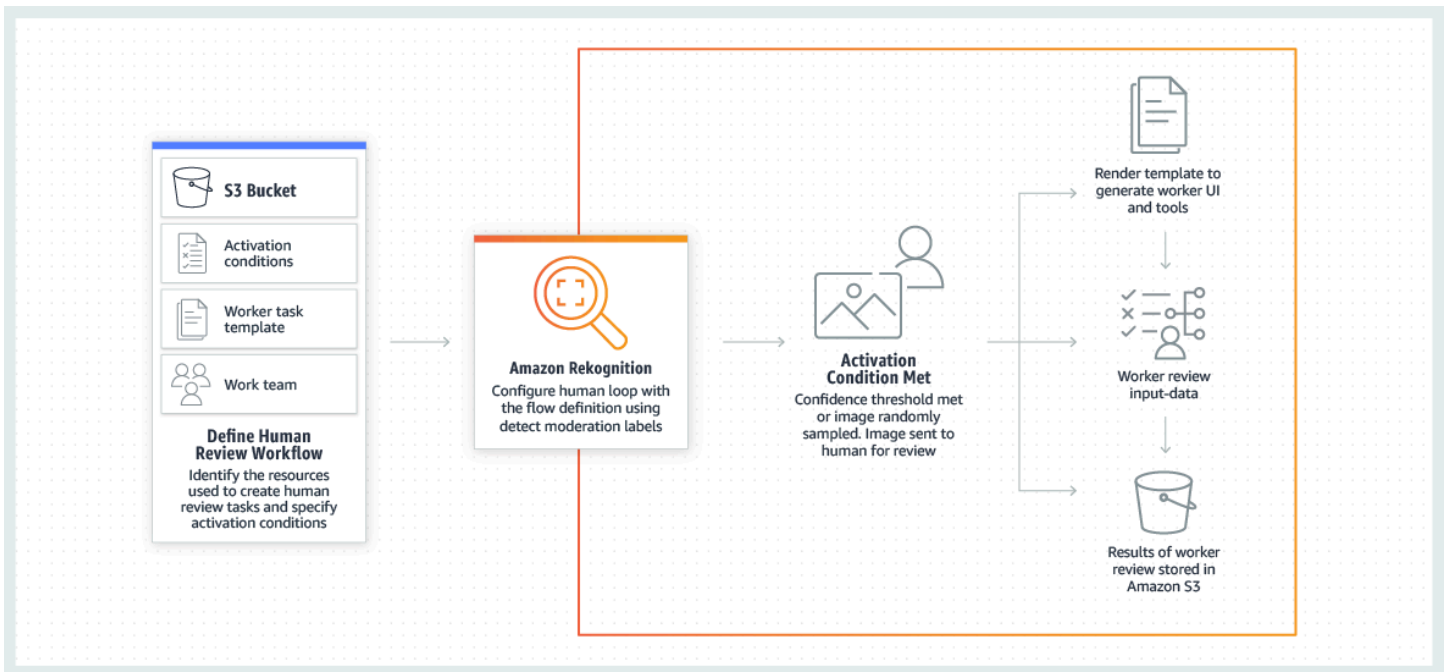 S3 Bucket
Activation
conditions
Worker task
template
Work team
Define Human
Review Workflow
Identify the resources
used to create human
review tasks and specify
activation conditions
Amazon Rekognition
Configure human loop with
the flow definition using
detect moderation labels
Activation
Condition Met
Confidence threshold met
or image randomly
sampled. Image sent to
human for review
Render template to
generate worker UI
and tools
Worker review
input-data
Results of worker
review stored in
Amazon S3